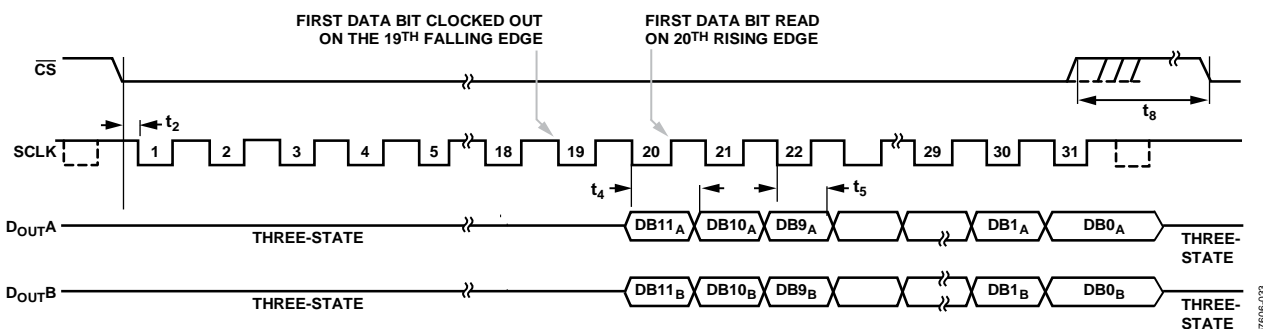 FIRST DATA BIT CLOCKED OUT
ON THE 19TH FALLING EDGE
FIRST DATA BIT READ
ON 20TH RISING EDGE
CS
t8
t2
SCLK 1 2 3 4 5 18 19 20 21 22 29 30 31
t4 t5
DOUTA THREE-STATE DB11A DB10A DB9A DB1A DB0A THREE-
STATE
DOUTB THREE-STATE DB11B DB10B DB9B DB1B DB0B THREE-
STATE